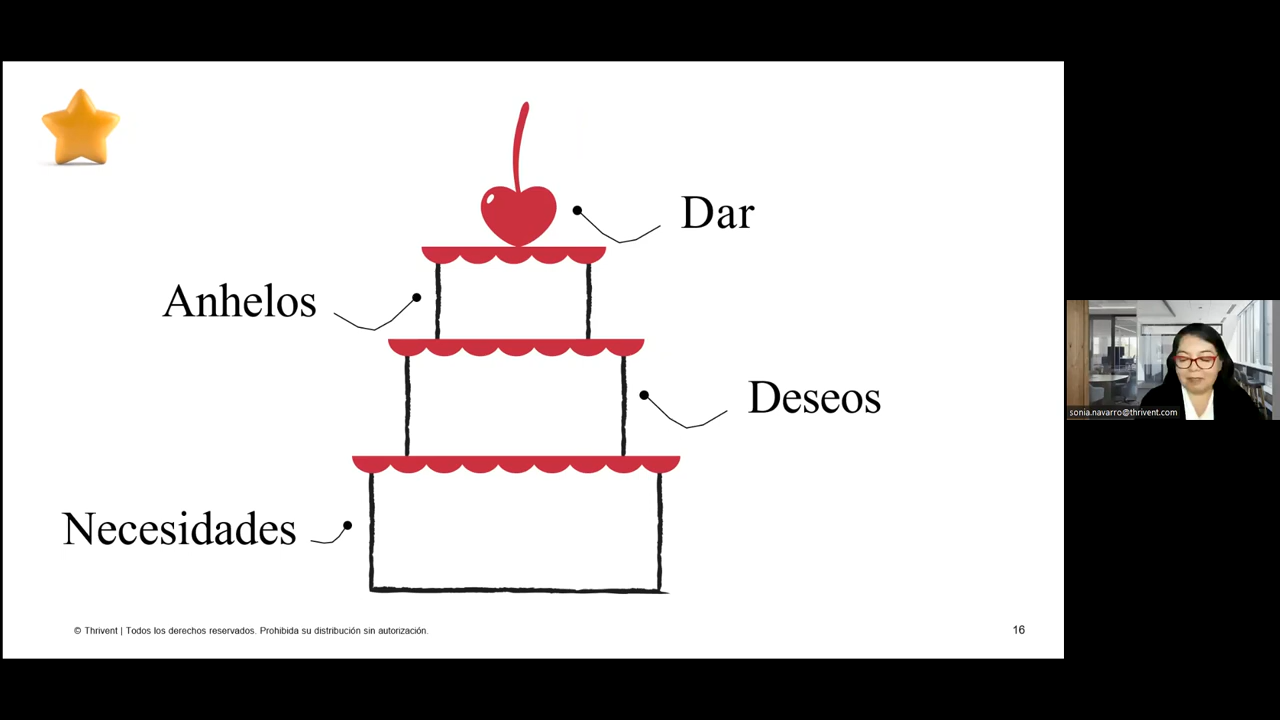 Dar
Anhelos
Deseos
Necesidades
© Thrivent | Todos los derechos reservados. Prohibida su distribución sin autorización.
16
sonia.navarro@thrivent.com